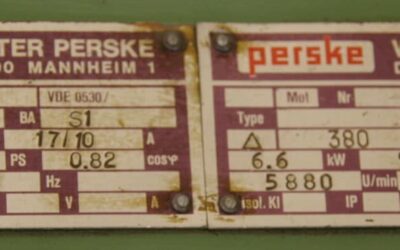 TER PERSKE
00 MANNHEIM 1
VDE 0530/
BA S1
17/10 A
PS 0.82 cosφ
Hz
V A
perske V
Mot Nr
Type
Δ 380
6.6 kW
5880 U/min
Isol. Kl IP